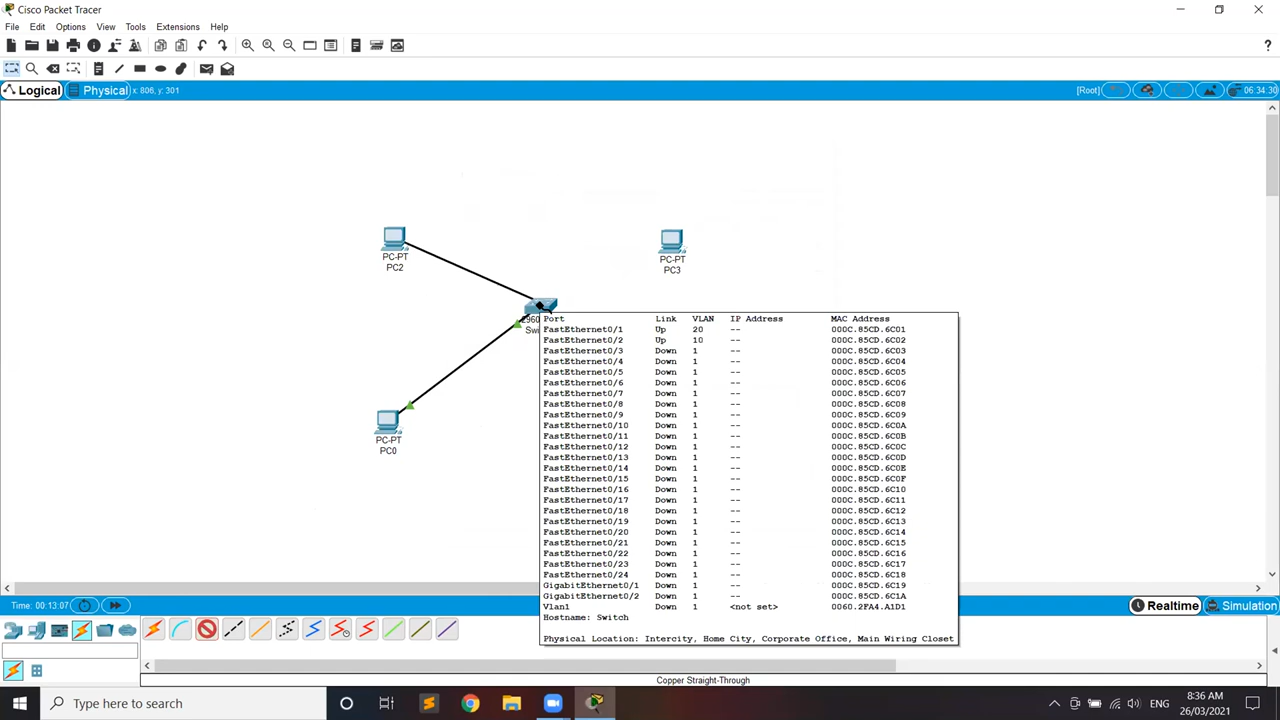 Cisco Packet Tracer
File Edit Options View Tools Extensions Help
?
Logical Physical x: 806, y: 301 [Root] 06:34:30
PC-PT
PC2
PC-PT
PC3
PC-PT
PC0
Port Link VLAN IP Address MAC Address
FastEthernet0/1 Up 20 -- 000C.85CD.6C01
FastEthernet0/2 Up 10 -- 000C.85CD.6C02
FastEthernet0/3 Down 1 -- 000C.85CD.6C03
FastEthernet0/4 Down 1 -- 000C.85CD.6C04
FastEthernet0/5 Down 1 -- 000C.85CD.6C05
FastEthernet0/6 Down 1 -- 000C.85CD.6C06
FastEthernet0/7 Down 1 -- 000C.85CD.6C07
FastEthernet0/8 Down 1 -- 000C.85CD.6C08
FastEthernet0/9 Down 1 -- 000C.85CD.6C09
FastEthernet0/10 Down 1 -- 000C.85CD.6C0A
FastEthernet0/11 Down 1 -- 000C.85CD.6C0B
FastEthernet0/12 Down 1 -- 000C.85CD.6C0C
FastEthernet0/13 Down 1 -- 000C.85CD.6C0D
FastEthernet0/14 Down 1 -- 000C.85CD.6C0E
FastEthernet0/15 Down 1 -- 000C.85CD.6C0F
FastEthernet0/16 Down 1 -- 000C.85CD.6C10
FastEthernet0/17 Down 1 -- 000C.85CD.6C11
FastEthernet0/18 Down 1 -- 000C.85CD.6C12
FastEthernet0/19 Down 1 -- 000C.85CD.6C13
FastEthernet0/20 Down 1 -- 000C.85CD.6C14
FastEthernet0/21 Down 1 -- 000C.85CD.6C15
FastEthernet0/22 Down 1 -- 000C.85CD.6C16
FastEthernet0/23 Down 1 -- 000C.85CD.6C17
FastEthernet0/24 Down 1 -- 000C.85CD.6C18
GigabitEthernet0/1 Down 1 -- 000C.85CD.6C19
GigabitEthernet0/2 Down 1 -- 000C.85CD.6C1A
Vlan1 Down 1 <not set> 0060.2FA4.A1D1
Hostname: Switch
Physical Location: Intercity, Home City, Corporate Office, Main Wiring Closet
Time: 00:13:07 Realtime Simulation
Copper Straight-Through
Type here to search
ENG
8:36 AM
26/03/2021